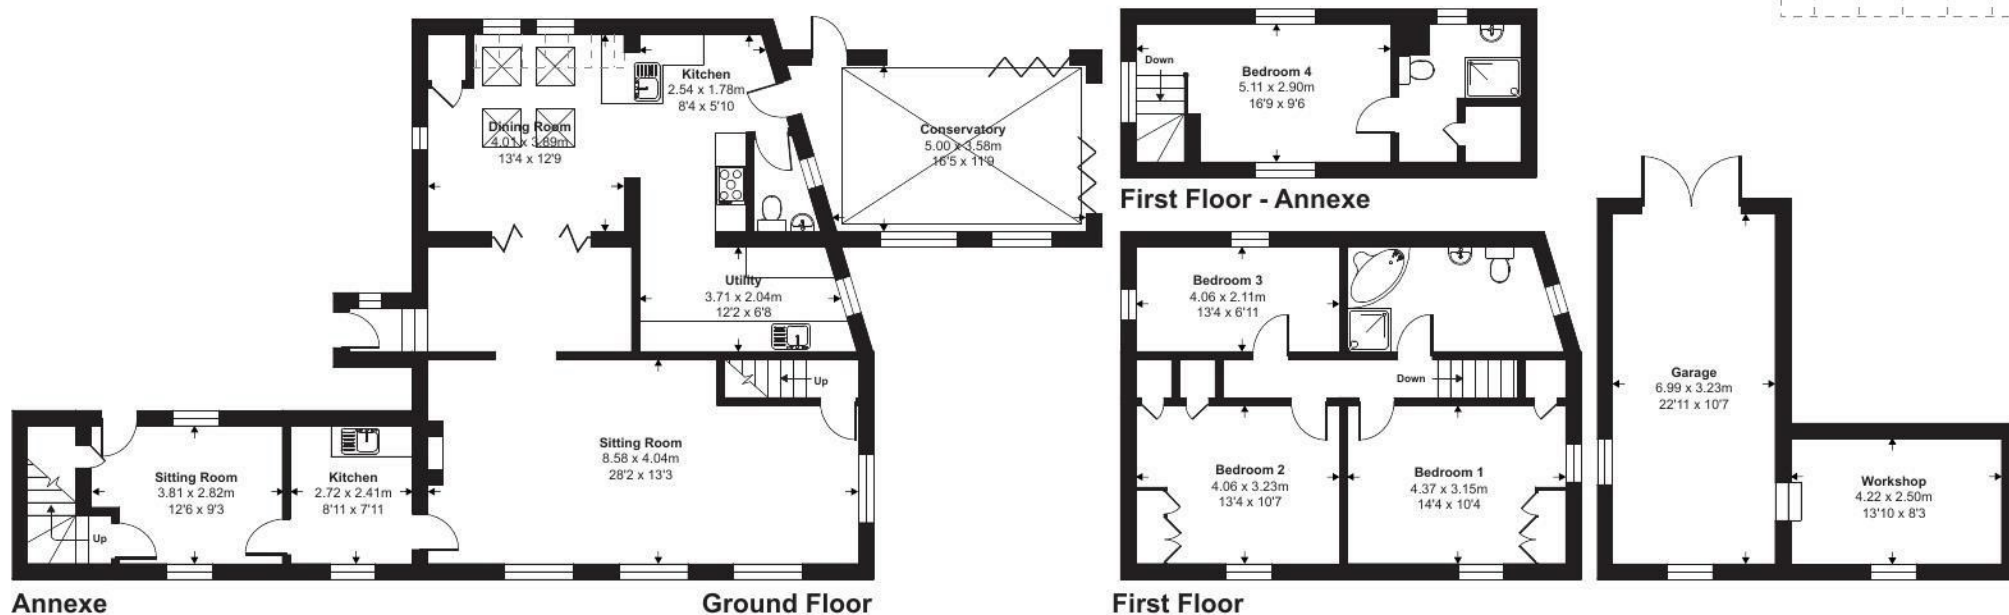 Kitchen
2.54 x 1.78m
8'4 x 5'10
Dining Room
4.01 x 3.89m
13'4 x 12'9
Conservatory
5.00 x 3.58m
16'5 x 11'9
Utility
3.71 x 2.04m
12'2 x 6'8
Up
Sitting Room
8.58 x 4.04m
28'2 x 13'3
Sitting Room
3.81 x 2.82m
12'6 x 9'3
Kitchen
2.72 x 2.41m
8'11 x 7'11
Up
Annexe
Ground Floor
Down
Bedroom 4
5.11 x 2.90m
16'9 x 9'6
First Floor - Annexe
Bedroom 3
4.06 x 2.11m
13'4 x 6'11
Down
Bedroom 2
4.06 x 3.23m
13'4 x 10'7
Bedroom 1
4.37 x 3.15m
14'4 x 10'4
First Floor
Garage
6.99 x 3.23m
22'11 x 10'7
Workshop
4.22 x 2.50m
13'10 x 8'3